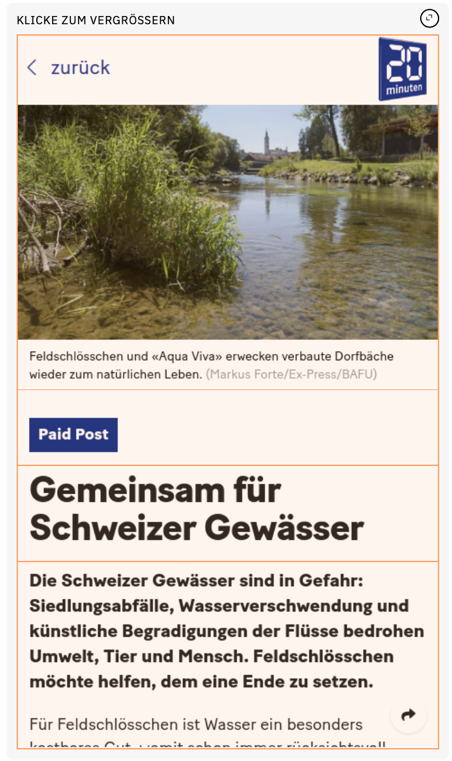 KLICKE ZUM VERGRÖSSERN
zurück
20
minuten
Feldschlösschen und «Aqua Viva» erwecken verbaute Dorfbäche
wieder zum natürlichen Leben. (Markus Forte/Ex-Press/BAFU)
Paid Post
Gemeinsam für
Schweizer Gewässer
Die Schweizer Gewässer sind in Gefahr:
Siedlungsabfälle, Wasserverschwendung und
künstliche Begradigungen der Flüsse bedrohen
Umwelt, Tier und Mensch. Feldschlösschen
möchte helfen, dem eine Ende zu setzen.
Für Feldschlösschen ist Wasser ein besonders